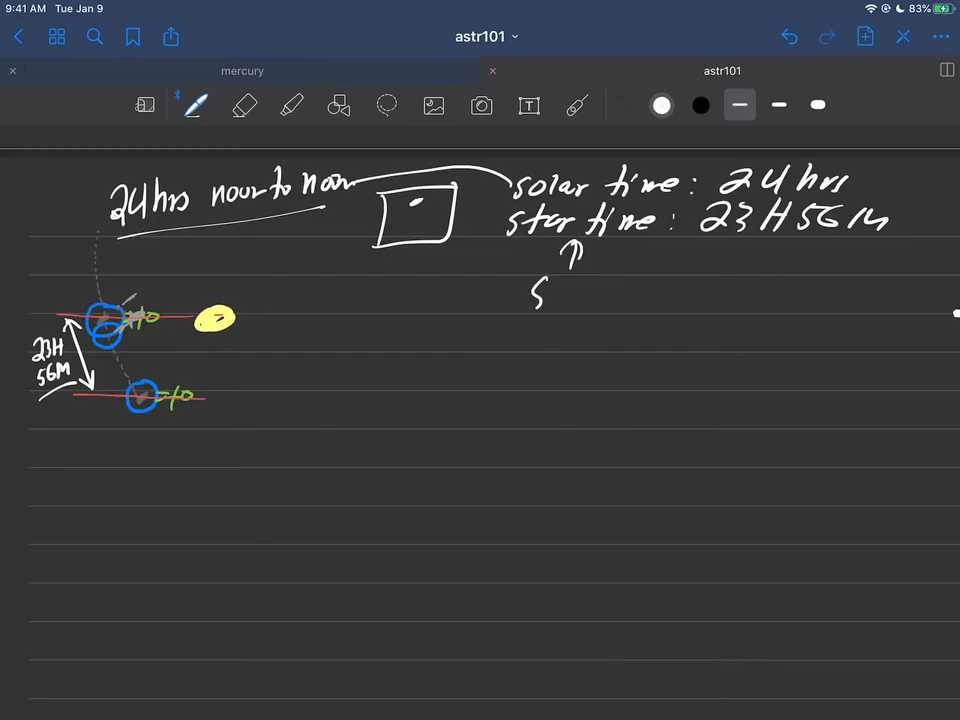 9:41 AM Tue Jan 9 83%
astr101
mercury
astr101
T
24hrs noon to noon
solar time: 24 hrs
star time: 23H 56M
S
23H
56M